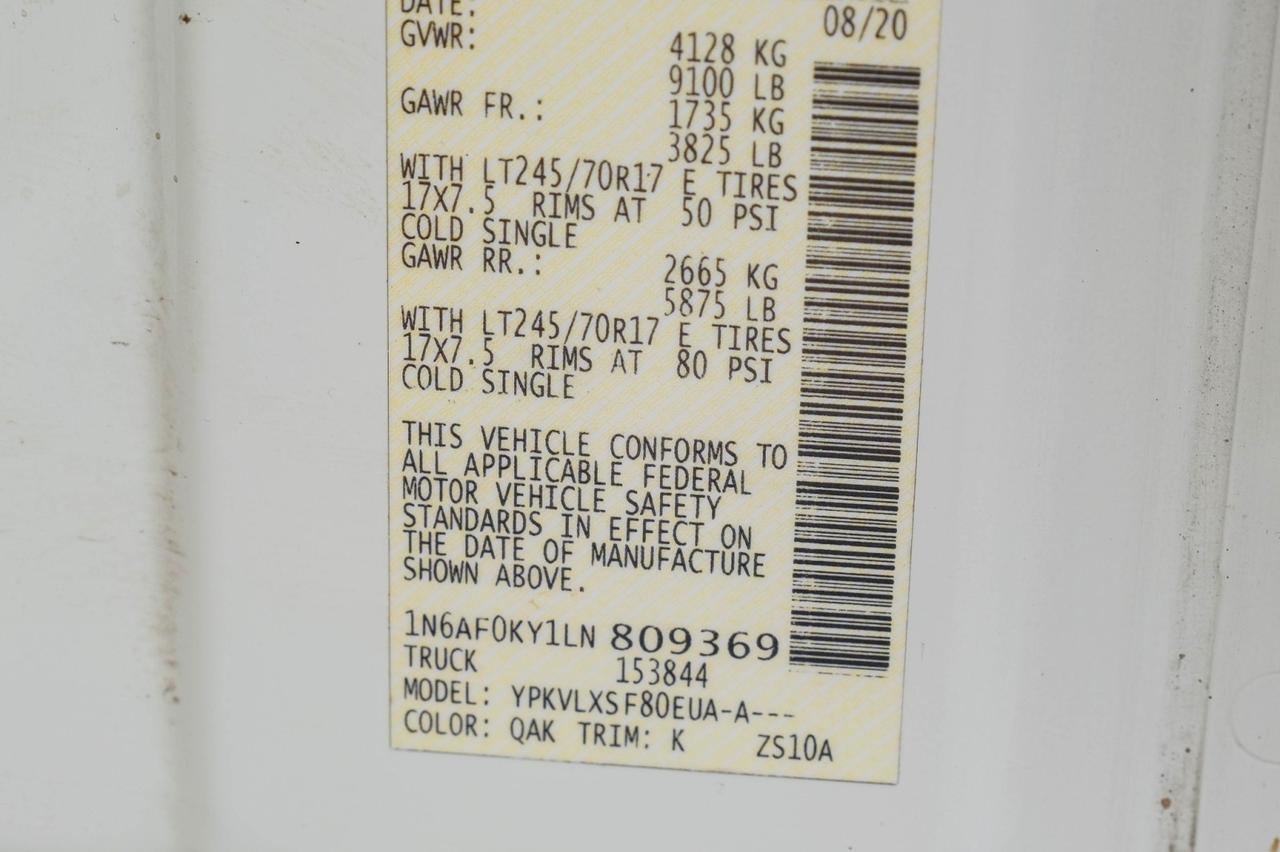 DATE: 08/20
GVWR: 4128 KG
9100 LB
GAWR FR.: 1735 KG
3825 LB
WITH LT245/70R17 E TIRES
17X7.5 RIMS AT 50 PSI
COLD SINGLE
GAWR RR.: 2665 KG
5875 LB
WITH LT245/70R17 E TIRES
17X7.5 RIMS AT 80 PSI
COLD SINGLE
THIS VEHICLE CONFORMS TO
ALL APPLICABLE FEDERAL
MOTOR VEHICLE SAFETY
STANDARDS IN EFFECT ON
THE DATE OF MANUFACTURE
SHOWN ABOVE.
1N6AF0KY1LN 809369
TRUCK 153844
MODEL: YPKVLXSF80EUA-A---
COLOR: QAK TRIM: K ZS10A